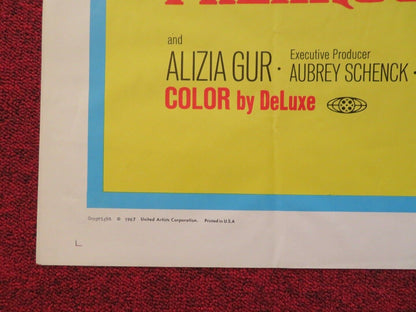 and
ALIZIA GUR · Executive Producer AUBREY SCHENCK ·
COLOR by DeLuxe
Copyright © 1967 United Artists Corporation. Printed in U.S.A